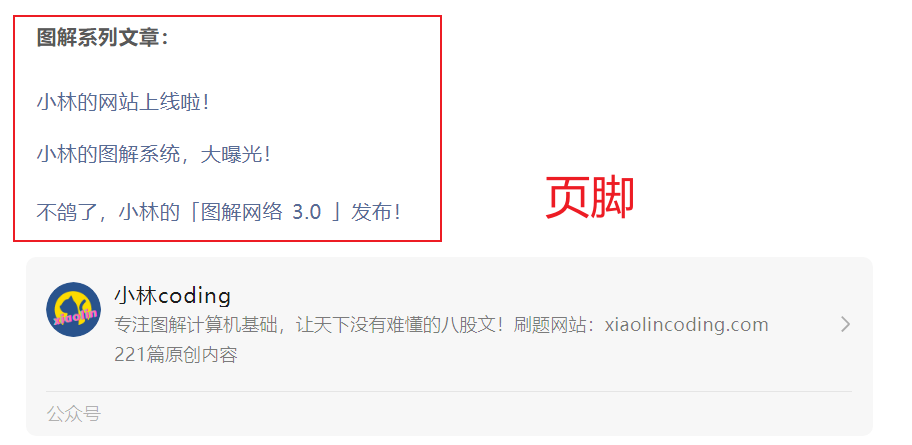 图解系列文章：
小林的网站上线啦！
小林的图解系统，大曝光！
不鸽了，小林的「图解网络 3.0 」发布！
页脚
xiaolin
小林coding
专注图解计算机基础，让天下没有难懂的八股文！刷题网站：xiaolincoding.com
221篇原创内容
公众号